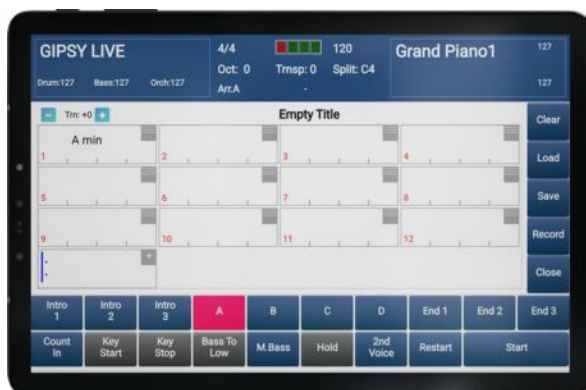 GIPSY LIVE
4/4
120
Grand Piano1
127
Oct: 0 Trnsp: 0 Split: C4
Drum:127 Bass:127 Orch:127
Arr.A
-
127
- Trn: +0 +
Empty Title
Clear
A min
1 2 3 4
Load
5 6 7 8
Save
9 10 11 12
Record
+
Close
Intro 1
Intro 2
Intro 3
A
B
C
D
End 1
End 2
End 3
Count In
Key Start
Key Stop
Bass To Low
M.Bass
Hold
2nd Voice
Restart
Start